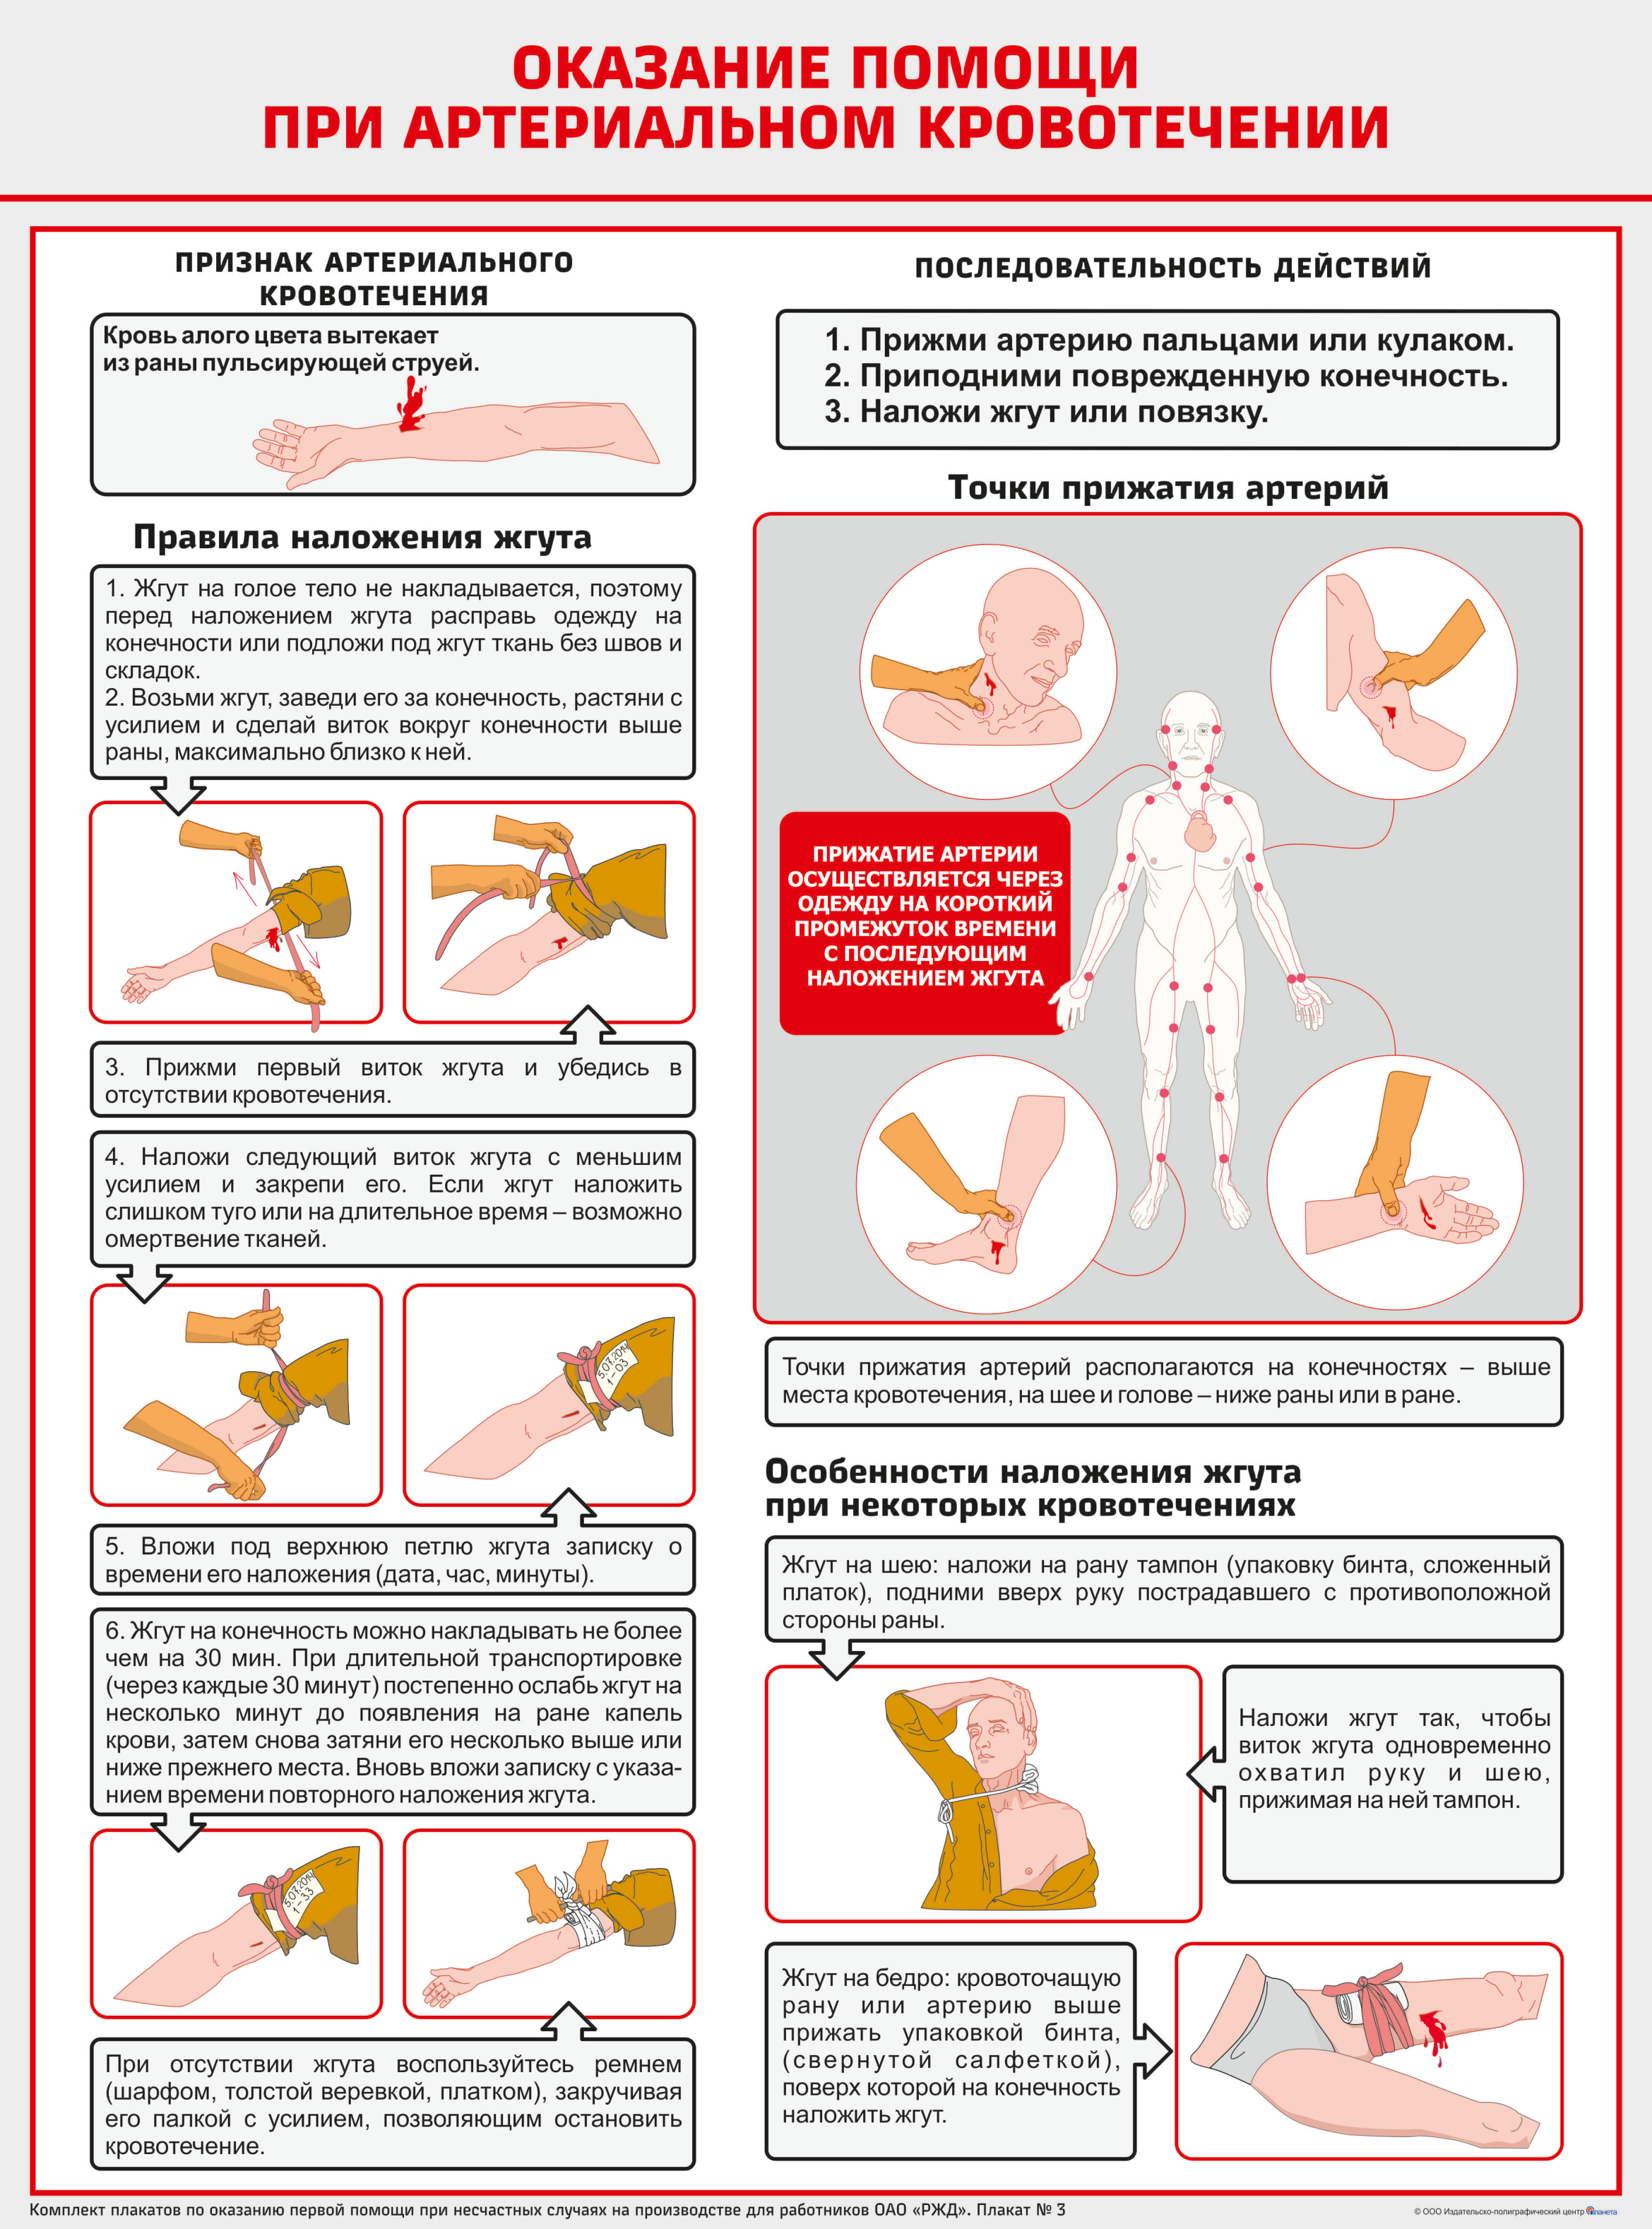 ОКАЗАНИЕ ПОМОЩИ
ПРИ АРТЕРИАЛЬНОМ КРОВОТЕЧЕНИИ
ПРИЗНАК АРТЕРИАЛЬНОГО
КРОВОТЕЧЕНИЯ
Кровь алого цвета вытекает
из раны пульсирующей струей.
Правила наложения жгута
1. Жгут на голое тело не накладывается, поэтому
перед наложением жгута расправь одежду на
конечности или подложи под жгут ткань без швов и
складок.
2. Возьми жгут, заведи его за конечность, растяни с
усилием и сделай виток вокруг конечности выше
раны, максимально близко к ней.
3. Прижми первый виток жгута и убедись в
отсутствии кровотечения.
4. Наложи следующий виток жгута с меньшим
усилием и закрепи его. Если жгут наложить
слишком туго или на длительное время – возможно
омертвение тканей.
5.07.2014
1-03
5. Вложи под верхнюю петлю жгута записку о
времени его наложения (дата, час, минуты).
6. Жгут на конечность можно накладывать не более
чем на 30 мин. При длительной транспортировке
(через каждые 30 минут) постепенно ослабь жгут на
несколько минут до появления на ране капель
крови, затем снова затяни его несколько выше или
ниже прежнего места. Вновь вложи записку с указа-
нием времени повторного наложения жгута.
5.07.2014
1-33
При отсутствии жгута воспользуйтесь ремнем
(шарфом, толстой веревкой, платком), закручивая
его палкой с усилием, позволяющим остановить
кровотечение.
ПОСЛЕДОВАТЕЛЬНОСТЬ ДЕЙСТВИЙ
1. Прижми артерию пальцами или кулаком.
2. Приподними поврежденную конечность.
3. Наложи жгут или повязку.
Точки прижатия артерий
ПРИЖАТИЕ АРТЕРИИ
ОСУЩЕСТВЛЯЕТСЯ ЧЕРЕЗ
ОДЕЖДУ НА КОРОТКИЙ
ПРОМЕЖУТОК ВРЕМЕНИ
С ПОСЛЕДУЮЩИМ
НАЛОЖЕНИЕМ ЖГУТА
Точки прижатия артерий располагаются на конечностях – выше
места кровотечения, на шее и голове – ниже раны или в ране.
Особенности наложения жгута
при некоторых кровотечениях
Жгут на шею: наложи на рану тампон (упаковку бинта, сложенный
платок), подними вверх руку пострадавшего с противоположной
стороны раны.
Наложи жгут так, чтобы
виток жгута одновременно
охватил руку и шею,
прижимая на ней тампон.
Жгут на бедро: кровоточащую
рану или артерию выше
прижать упаковкой бинта,
(свернутой салфеткой),
поверх которой на конечность
наложить жгут.
Комплект плакатов по оказанию первой помощи при несчастных случаях на производстве для работников ОАО «РЖД». Плакат № 3
© ООО Издательско-полиграфический центр Планета